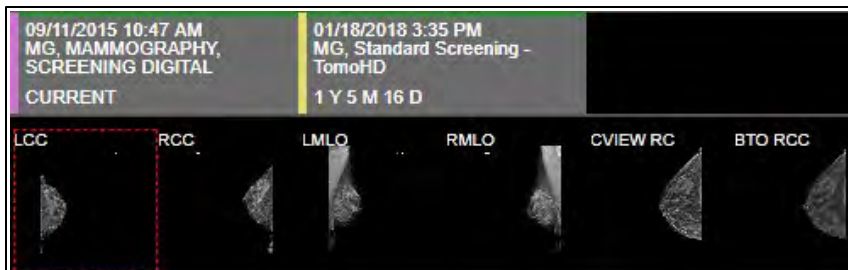 09/11/2015 10:47 AM
MG, MAMMOGRAPHY,
SCREENING DIGITAL
CURRENT
01/18/2018 3:35 PM
MG, Standard Screening -
TomoHD
1 Y 5 M 16 D
LCC
RCC
LMLO
RMLO
CVIEW RC
BTO RCC